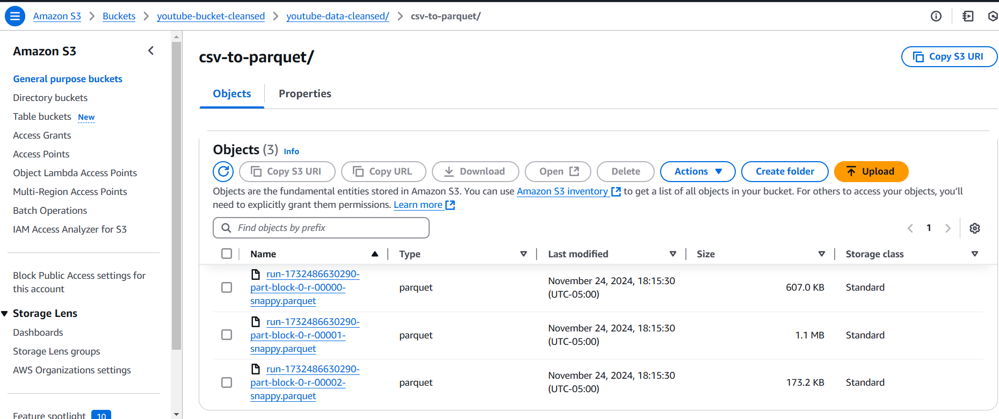 Amazon S3 > Buckets > youtube-bucket-cleansed > youtube-data-cleansed/ > csv-to-parquet/
Amazon S3
General purpose buckets
Directory buckets
Table buckets New
Access Grants
Access Points
Object Lambda Access Points
Multi-Region Access Points
Batch Operations
IAM Access Analyzer for S3
Block Public Access settings for
this account
Storage Lens
Dashboards
Storage Lens groups
AWS Organizations settings
Feature spotlight 10
csv-to-parquet/
Copy S3 URI
Objects Properties
Objects (3) Info
Copy S3 URI Copy URL Download Open Delete Actions Create folder Upload
Objects are the fundamental entities stored in Amazon S3. You can use Amazon S3 inventory to get a list of all objects in your bucket. For others to access your objects, you’ll
need to explicitly grant them permissions. Learn more
Find objects by prefix
1
Name Type Last modified Size Storage class
run-1732486630290-
part-block-0-r-00000-
snappy.parquet
parquet
November 24, 2024, 18:15:30
(UTC-05:00)
607.0 KB
Standard
run-1732486630290-
part-block-0-r-00001-
snappy.parquet
parquet
November 24, 2024, 18:15:30
(UTC-05:00)
1.1 MB
Standard
run-1732486630290-
part-block-0-r-00002-
snappy.parquet
parquet
November 24, 2024, 18:15:30
(UTC-05:00)
173.2 KB
Standard